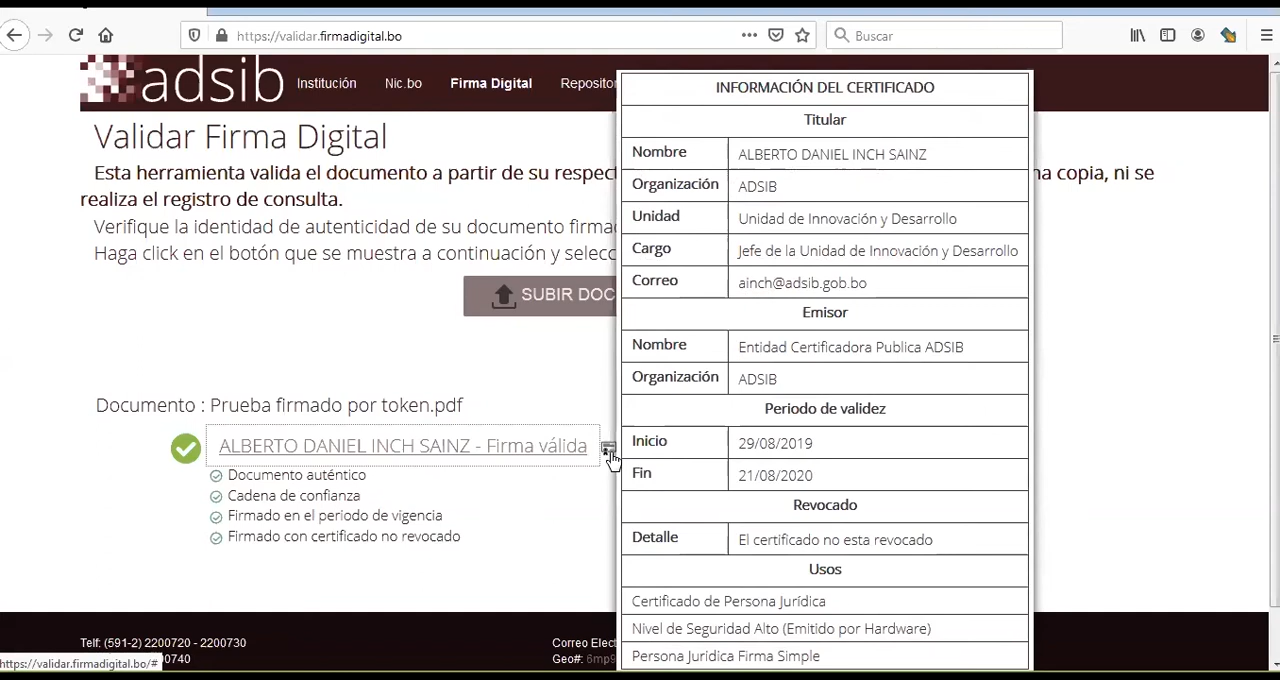 https://validar.firmadigital.bo
Buscar
adsib
Institución
Nic.bo
Firma Digital
Repositor
Validar Firma Digital
Esta herramienta valida el documento a partir de su respec
na copia, ni se
realiza el registro de consulta.
Verifique la identidad de autenticidad de su documento firma
Haga click en el botón que se muestra a continuación y selecc
SUBIR DOC
Documento : Prueba firmado por token.pdf
ALBERTO DANIEL INCH SAINZ - Firma válida
Documento auténtico
Cadena de confianza
Firmado en el periodo de vigencia
Firmado con certificado no revocado
INFORMACIÓN DEL CERTIFICADO
Titular
Nombre ALBERTO DANIEL INCH SAINZ
Organización ADSIB
Unidad Unidad de Innovación y Desarrollo
Cargo Jefe de la Unidad de Innovación y Desarrollo
Correo ainch@adsib.gob.bo
Emisor
Nombre Entidad Certificadora Publica ADSIB
Organización ADSIB
Periodo de validez
Inicio 29/08/2019
Fin 21/08/2020
Revocado
Detalle El certificado no esta revocado
Usos
Certificado de Persona Jurídica
Nivel de Seguridad Alto (Emitido por Hardware)
Persona Juridica Firma Simple
Telf: (591-2) 2200720 - 2200730
Correo Elect
https://validar.firmadigital.bo/#
00740
Geo#: 6mp9